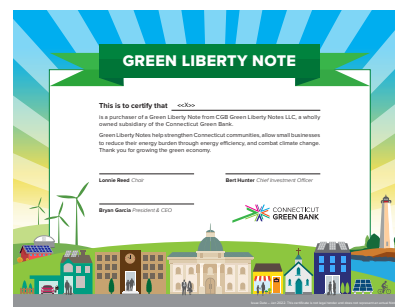 GREEN LIBERTY NOTE
This is to certify that <<X>>
is a purchaser of a Green Liberty Note from CGB Green Liberty Notes LLC, a wholly
owned subsidiary of the Connecticut Green Bank.
Green Liberty Notes help strengthen Connecticut communities, allow small businesses
to reduce their energy burden through energy efficiency, and combat climate change.
Thank you for growing the green economy.
Lonnie Reed Chair
Bert Hunter Chief Investment Officer
Bryan Garcia President & CEO
CONNECTICUT
GREEN BANK